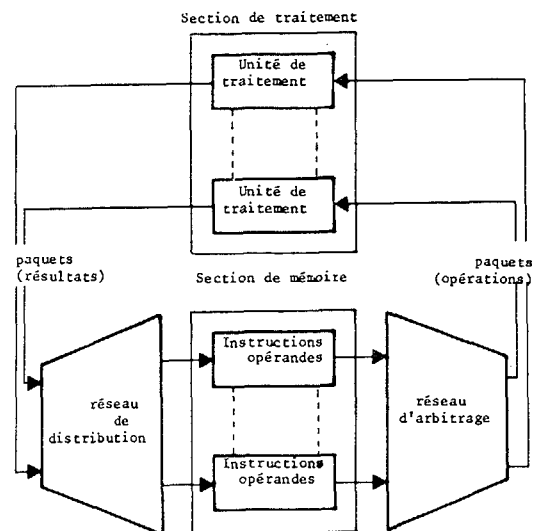 Section de traitement
Unité de
traitement
Unité de
traitement
paquets
(résultats)
Section de mémoire
paquets
(opérations)
Instructions
opérandes
réseau
de
distribution
réseau
d'arbitrage
Instructions
opérandes